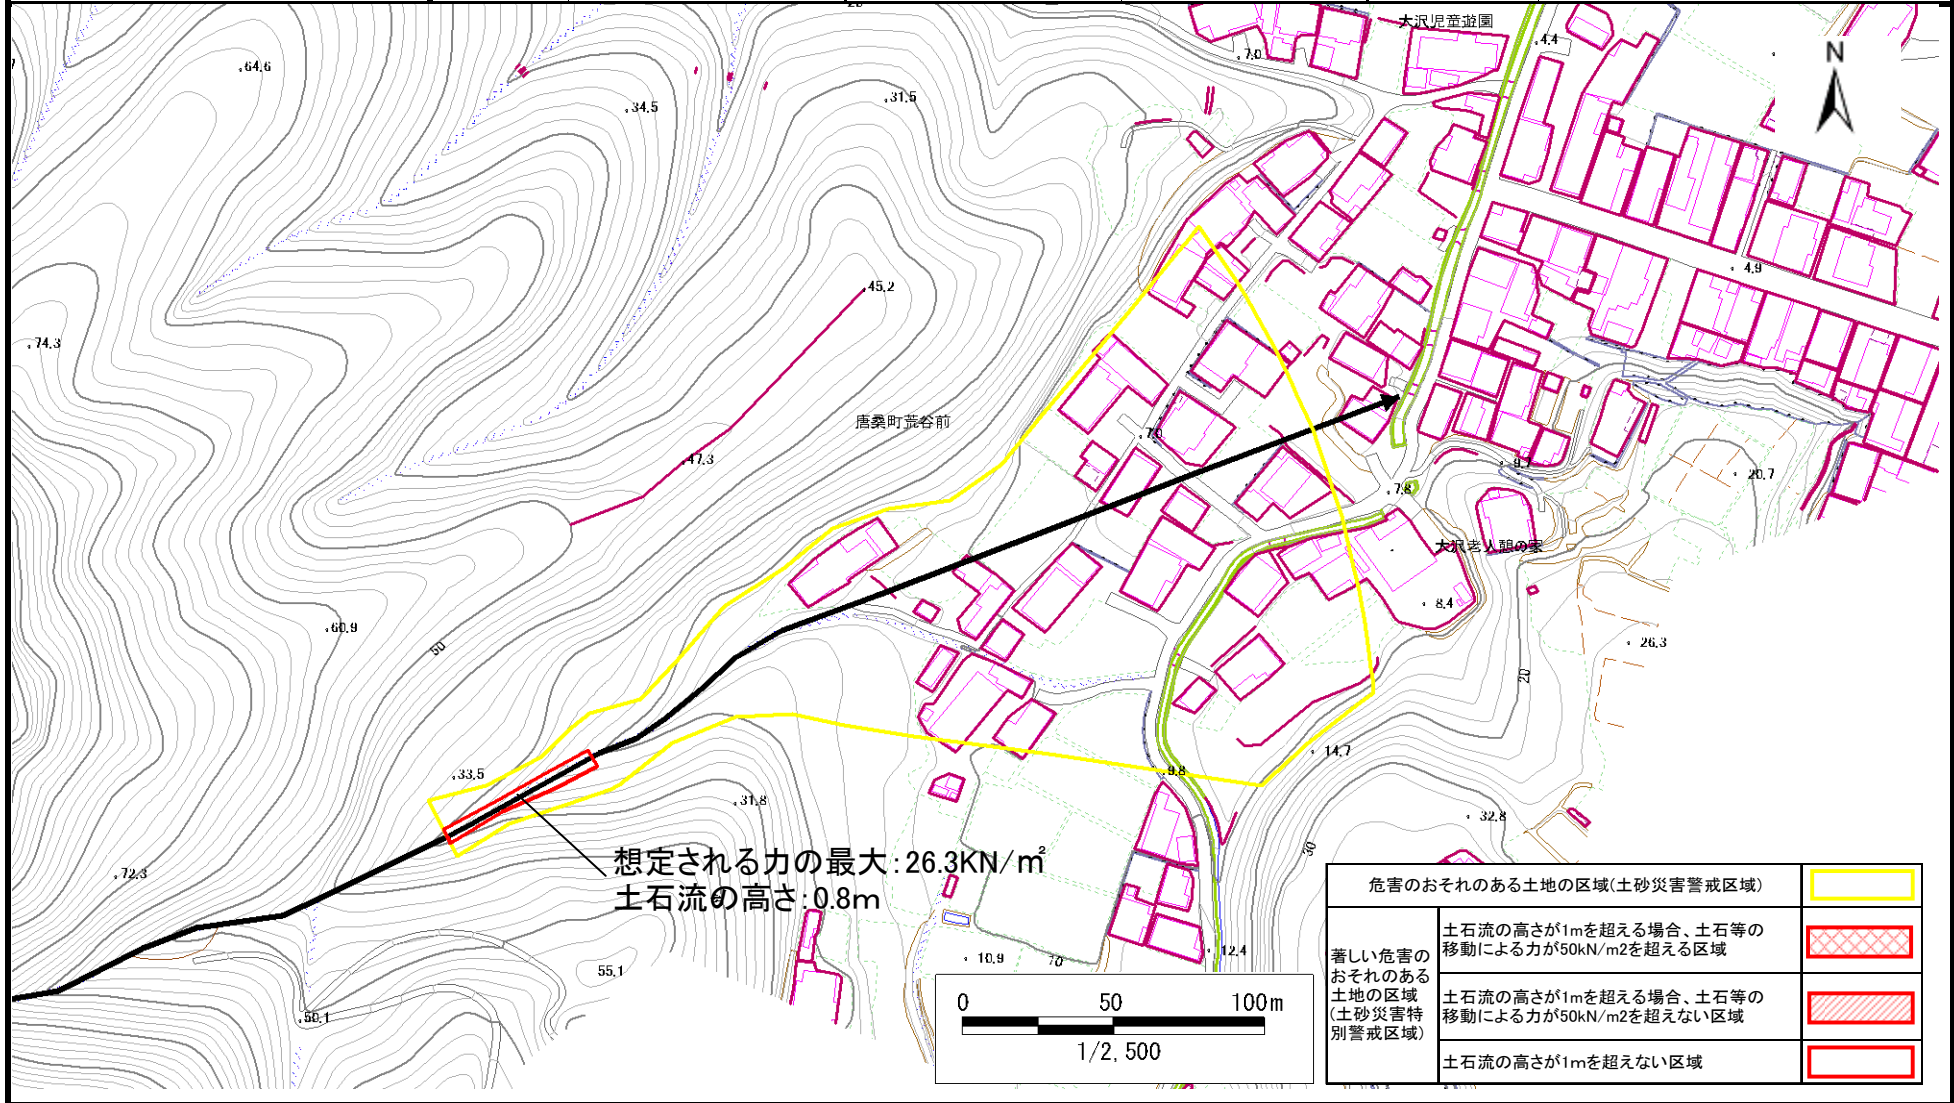 大沢児童遊園
4.4
N
7.0
64.6
34.5
31.5
4.9
45.2
74.3
唐桑町荒谷前
7.0
47.3
9.7
20.7
7.8
大沢老人憩の家
8.4
60.9
50
26.3
20
14.7
9.8
33.5
31.8
32.8
30
想定される力の最大:26.3KN/㎡
土石流の高さ:0.8m
72.3
55.1
50.1
10.9
10
12.4
0 50 100m
1/2,500
危害のおそれのある土地の区域(土砂災害警戒区域)
著しい危害の
おそれのある
土地の区域
(土砂災害特
別警戒区域)
土石流の高さが1mを超える場合、土石等の
移動による力が50kN/m2を超える区域
土石流の高さが1mを超える場合、土石等の
移動による力が50kN/m2を超えない区域
土石流の高さが1mを超えない区域